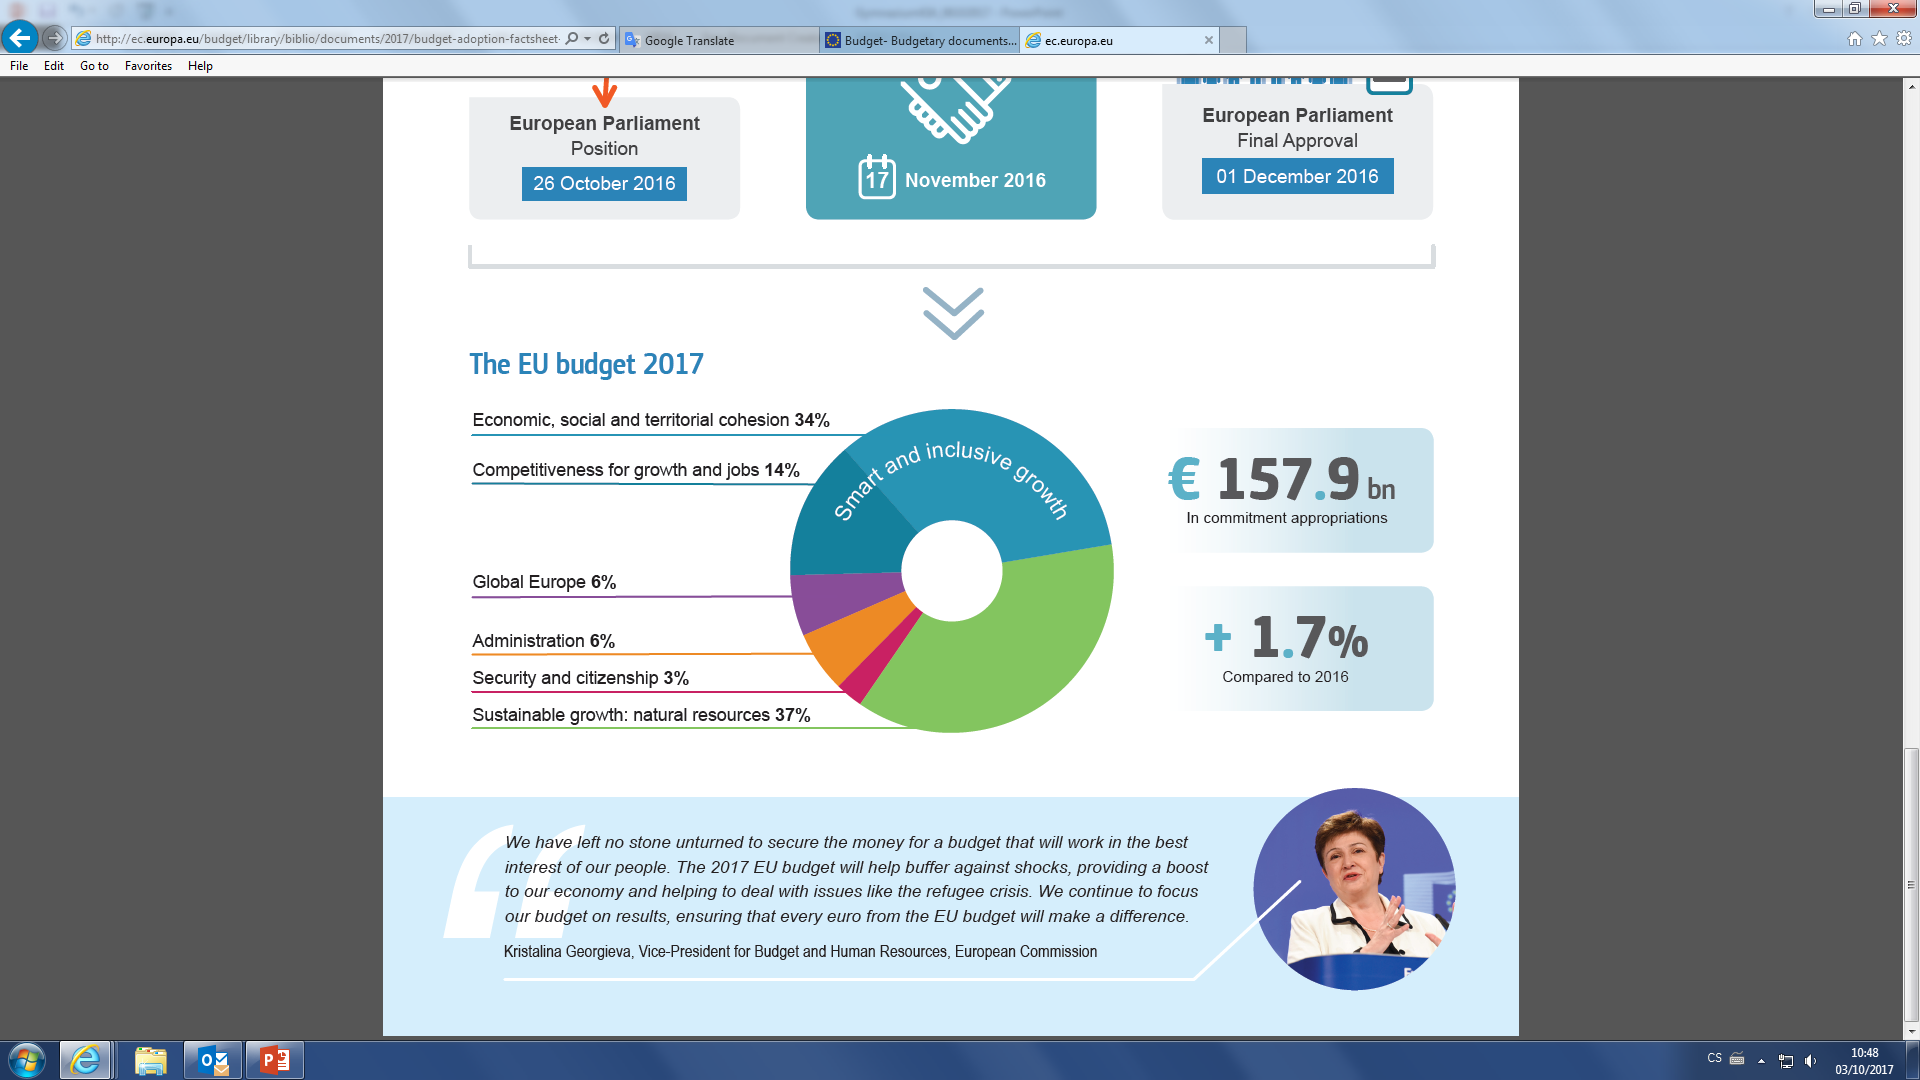 http://ec.europa.eu/budget/library/biblio/documents/2017/budget-adoption-factsheet-
Google Translate
Budget- Budgetary documents...
ec.europa.eu
File Edit Go to Favorites Help
European Parliament
Position
26 October 2016
17 November 2016
European Parliament
Final Approval
01 December 2016
The EU budget 2017
Economic, social and territorial cohesion 34%
Competitiveness for growth and jobs 14%
Global Europe 6%
Administration 6%
Security and citizenship 3%
Sustainable growth: natural resources 37%
Smart and inclusive growth
€ 157.9 bn
In commitment appropriations
+ 1.7%
Compared to 2016
We have left no stone unturned to secure the money for a budget that will work in the best
interest of our people. The 2017 EU budget will help buffer against shocks, providing a boost
to our economy and helping to deal with issues like the refugee crisis. We continue to focus
our budget on results, ensuring that every euro from the EU budget will make a difference.
Kristalina Georgieva, Vice-President for Budget and Human Resources, European Commission
CS
10:48
03/10/2017